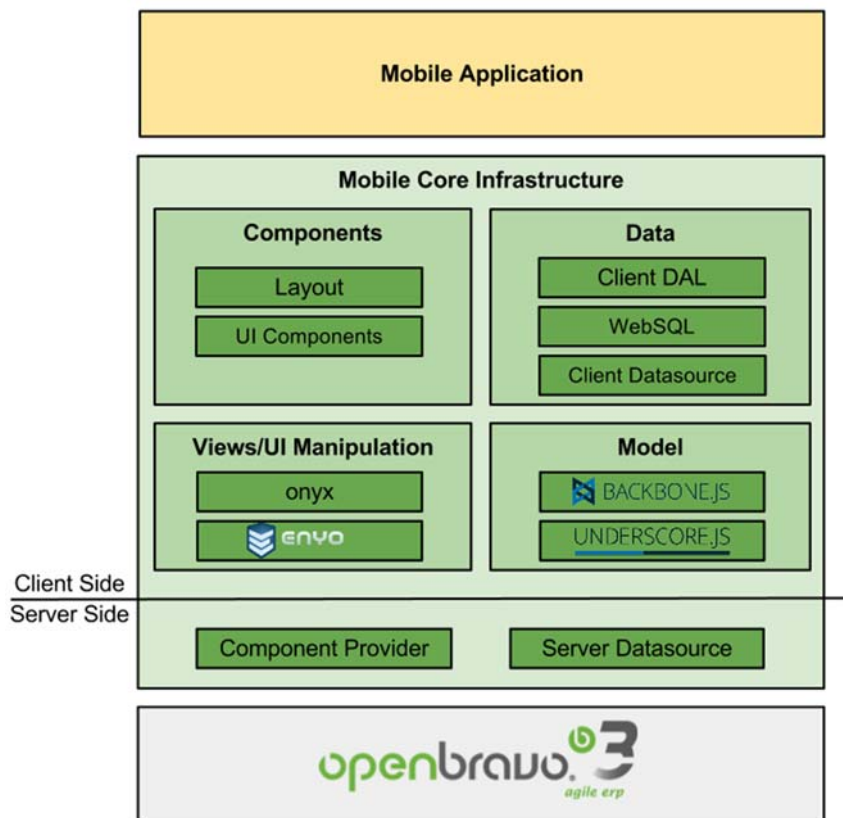 Mobile Application
Mobile Core Infrastructure
Components
Layout
UI Components
Data
Client DAL
WebSQL
Client Datasource
Views/UI Manipulation
onyx
ENYO
Model
BACKBONE.JS
UNDERSCORE.JS
Client Side
Server Side
Component Provider
Server Datasource
openbravo. b 3
agile erp